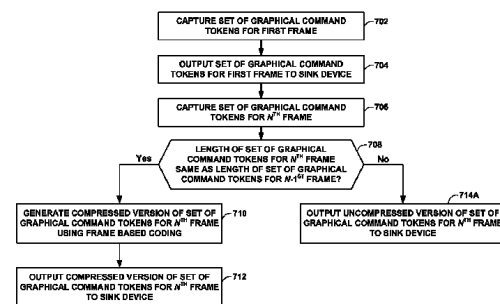 CAPTURE SET OF GRAPHICAL COMMAND
TOKENS FOR FIRST FRAME
702
OUTPUT SET OF GRAPHICAL COMMAND
TOKENS FOR FIRST FRAME TO SINK DEVICE
704
CAPTURE SET OF GRAPHICAL COMMAND
TOKENS FOR NTH FRAME
706
LENGTH OF SET OF GRAPHICAL
COMMAND TOKENS FOR NTH FRAME
SAME AS LENGTH OF SET OF GRAPHICAL
COMMAND TOKENS FOR N-1ST FRAME?
708
Yes
No
GENERATE COMPRESSED VERSION OF SET OF
GRAPHICAL COMMAND TOKENS FOR NTH FRAME
USING FRAME BASED CODING
710
714A
OUTPUT UNCOMPRESSED VERSION OF SET OF
GRAPHICAL COMMAND TOKENS FOR NTH FRAME
TO SINK DEVICE
OUTPUT COMPRESSED VERSION OF SET OF
GRAPHICAL COMMAND TOKENS FOR NTH FRAME
TO SINK DEVICE
712